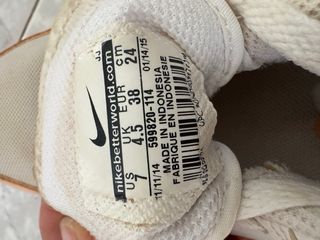 JJ
nikebetterworld.com
US UK EUR cm
7 4.5 38 24
599820-114
11/11/14 01/14/15
MADE IN INDONESIA
FABRIQUE EN INDONESIE